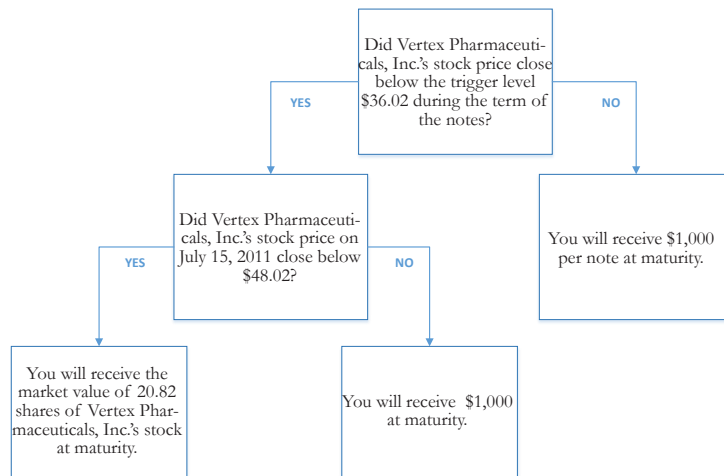 Did Vertex Pharmaceuti-
cals, Inc.'s stock price close
below the trigger level
$36.02 during the term of
the notes?
YES
NO
Did Vertex Pharmaceuti-
cals, Inc.'s stock price on
July 15, 2011 close below
$48.02?
You will receive $1,000
per note at maturity.
YES
NO
You will receive the
market value of 20.82
shares of Vertex Phar-
maceuticals, Inc.'s stock
at maturity.
You will receive $1,000
at maturity.